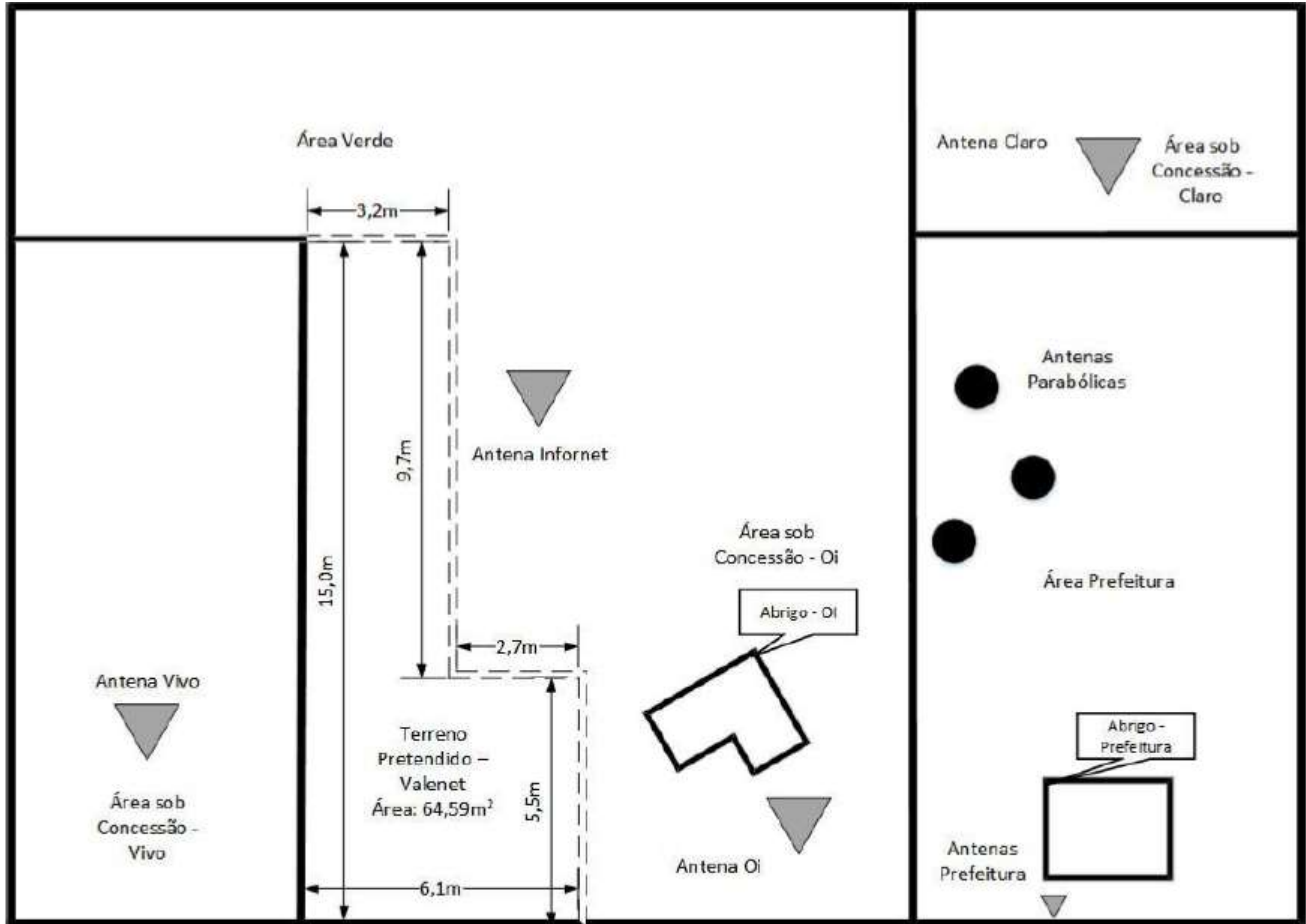 Área Verde
3,2m
Antena Claro
Área sob
Concessão -
Claro
Antenas
Parabólicas
9,7m
Antena Infornet
15,0m
Área sob
Concessão - Oi
Abrigo - OI
Área Prefeitura
2,7m
Antena Vivo
Terreno
Pretendido –
Valenet
Área: 64,59m²
5,5m
Abrigo -
Prefeitura
Área sob
Concessão -
Vivo
Antena Oi
Antenas
Prefeitura
6,1m